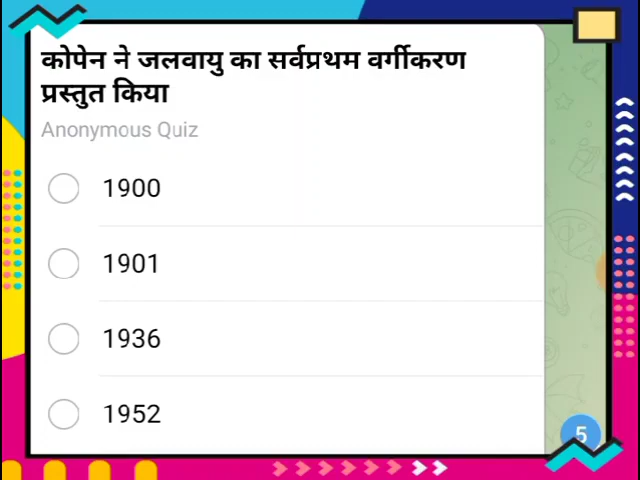 कोपेन ने जलवायु का सर्वप्रथम वर्गीकरण
प्रस्तुत किया
Anonymous Quiz
1900
1901
1936
1952
5